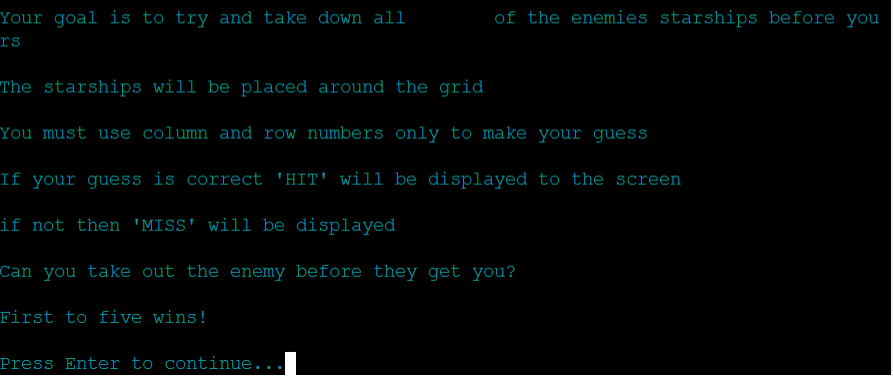 Your goal is to try and take down all        of the enemies starships before you
rs
The starships will be placed around the grid
You must use column and row numbers only to make your guess
If your guess is correct 'HIT' will be displayed to the screen
if not then 'MISS' will be displayed
Can you take out the enemy before they get you?
First to five wins!
Press Enter to continue...